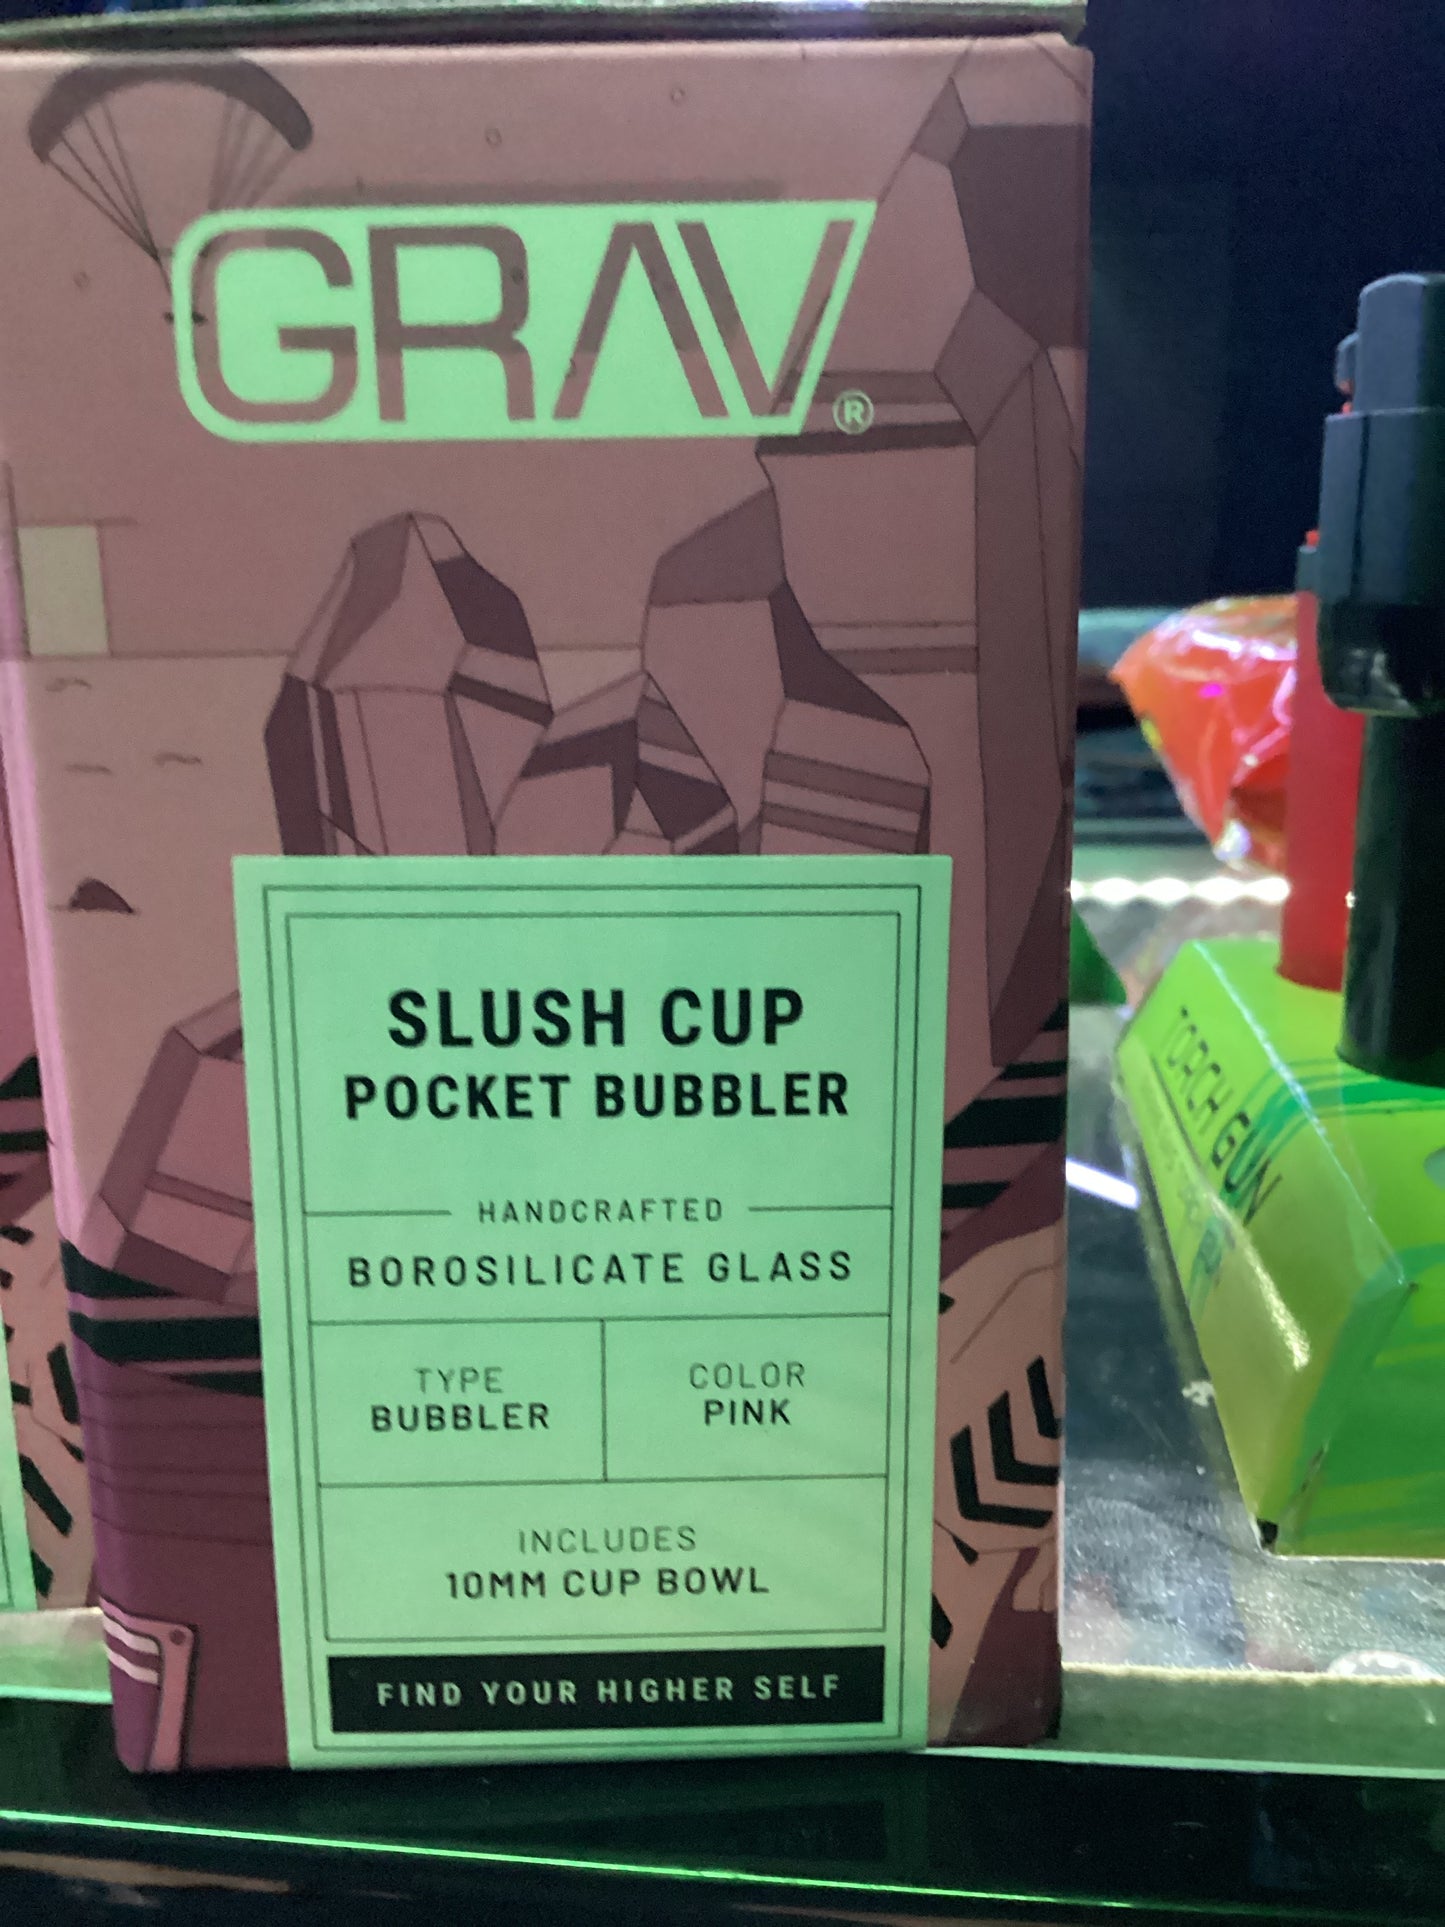 GRAV®
SLUSH CUP
POCKET BUBBLER
HANDCRAFTED
BOROSILICATE GLASS
TYPE
BUBBLER
COLOR
PINK
INCLUDES
10MM CUP BOWL
FIND YOUR HIGHER SELF
TORCH GUN